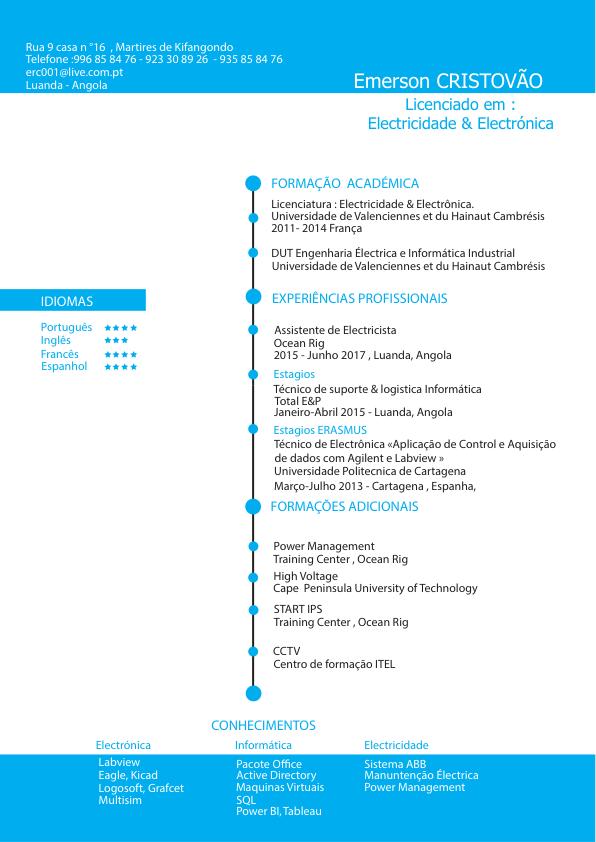 Rua 9 casa n °16 , Martires de Kifangondo
Telefone :996 85 84 76 - 923 30 89 26 - 935 85 84 76
erc001@live.com.pt
Luanda - Angola
Emerson CRISTOVÃO
Licenciado em :
Electricidade & Electrónica
FORMAÇÃO ACADÉMICA
Licenciatura : Electricidade & Electrônica.
Universidade de Valenciennes et du Hainaut Cambrésis
2011- 2014 França
DUT Engenharia Électrica e Informática Industrial
Universidade de Valenciennes et du Hainaut Cambrésis
IDIOMAS
Português ★★★★
Inglês ★★★
Francês ★★★★
Espanhol ★★★★
EXPERIÊNCIAS PROFISSIONAIS
Assistente de Electricista
Ocean Rig
2015 - Junho 2017 , Luanda, Angola
Estagios
Técnico de suporte & logistica Informática
Total E&P
Janeiro-Abril 2015 - Luanda, Angola
Estagios ERASMUS
Técnico de Electrônica «Aplicação de Control e Aquisição
de dados com Agilent e Labview »
Universidade Politecnica de Cartagena
Março-Julho 2013 - Cartagena , Espanha,
FORMAÇÕES ADICIONAIS
Power Management
Training Center , Ocean Rig
High Voltage
Cape Peninsula University of Technology
START IPS
Training Center , Ocean Rig
CCTV
Centro de formação ITEL
CONHECIMENTOS
Electrónica
Labview
Eagle, Kicad
Logosoft, Grafcet
Multisim
Informática
Pacote Office
Active Directory
Maquinas Virtuais
SQL
Power BI, Tableau
Electricidade
Sistema ABB
Manuntenção Électrica
Power Management